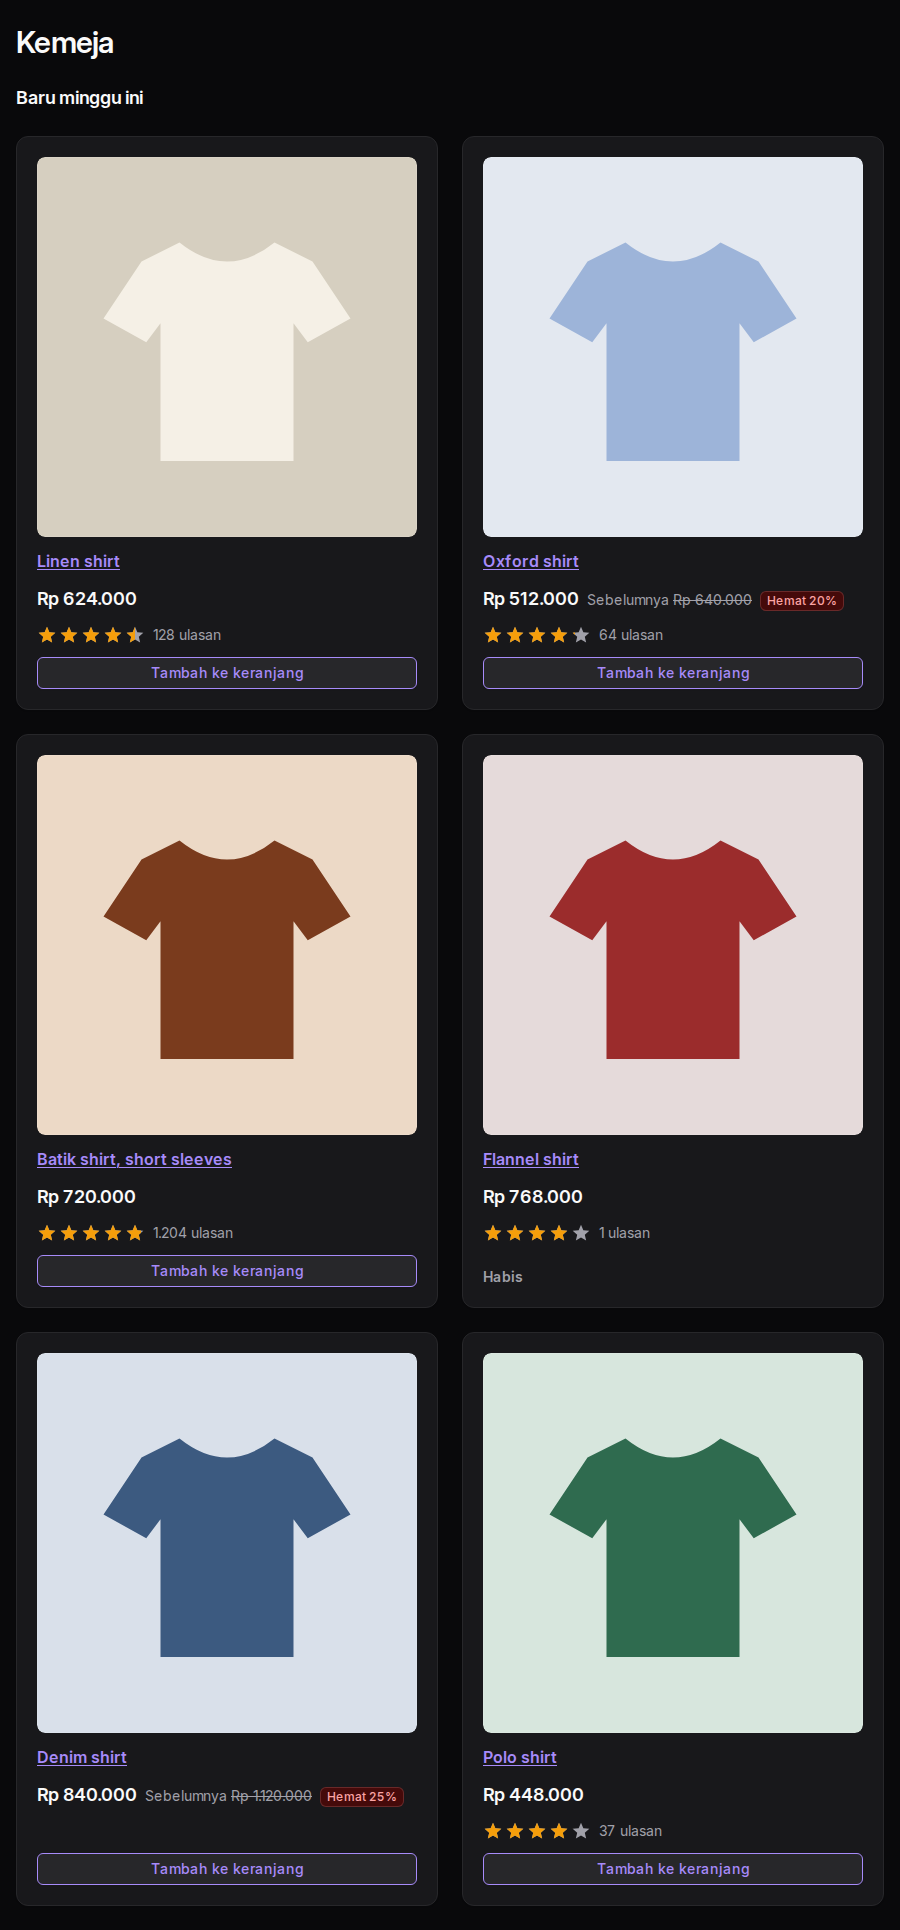 Kemeja
Baru minggu ini
Linen shirt
Rp 624.000
128 ulasan
Tambah ke keranjang
Oxford shirt
Rp 512.000 Sebelumnya Rp 640.000 Hemat 20%
64 ulasan
Tambah ke keranjang
Batik shirt, short sleeves
Rp 720.000
1.204 ulasan
Tambah ke keranjang
Flannel shirt
Rp 768.000
1 ulasan
Habis
Denim shirt
Rp 840.000 Sebelumnya Rp 1.120.000 Hemat 25%
Tambah ke keranjang
Polo shirt
Rp 448.000
37 ulasan
Tambah ke keranjang